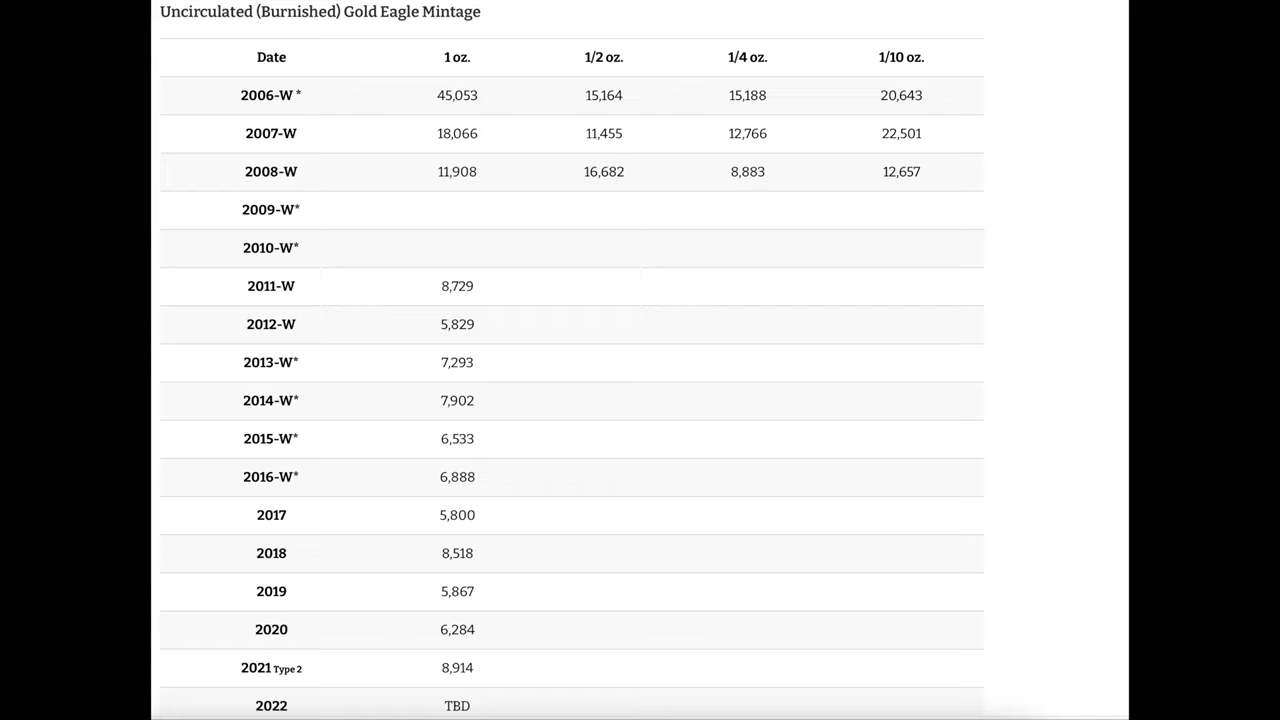 Uncirculated (Burnished) Gold Eagle Mintage
Date 1 oz. 1/2 oz. 1/4 oz. 1/10 oz.
2006-W * 45,053 15,164 15,188 20,643
2007-W 18,066 11,455 12,766 22,501
2008-W 11,908 16,682 8,883 12,657
2009-W*
2010-W*
2011-W 8,729
2012-W 5,829
2013-W* 7,293
2014-W* 7,902
2015-W* 6,533
2016-W* 6,888
2017 5,800
2018 8,518
2019 5,867
2020 6,284
2021 Type 2 8,914
2022 TBD